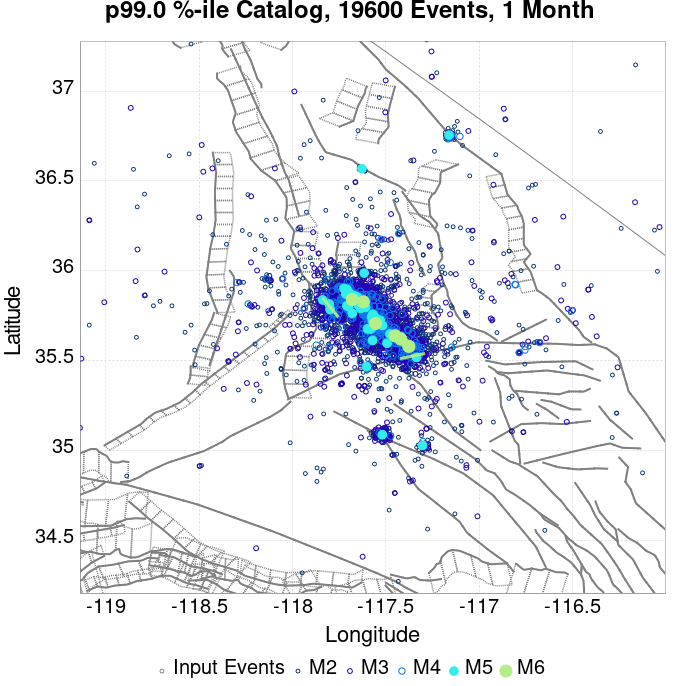 p99.0 %-ile Catalog, 19600 Events, 1 Month
37
36.5
36
35.5
35
34.5
Latitude
-119 -118.5 -118 -117.5 -117 -116.5
Longitude
Input Events M2 M3 M4 M5 M6